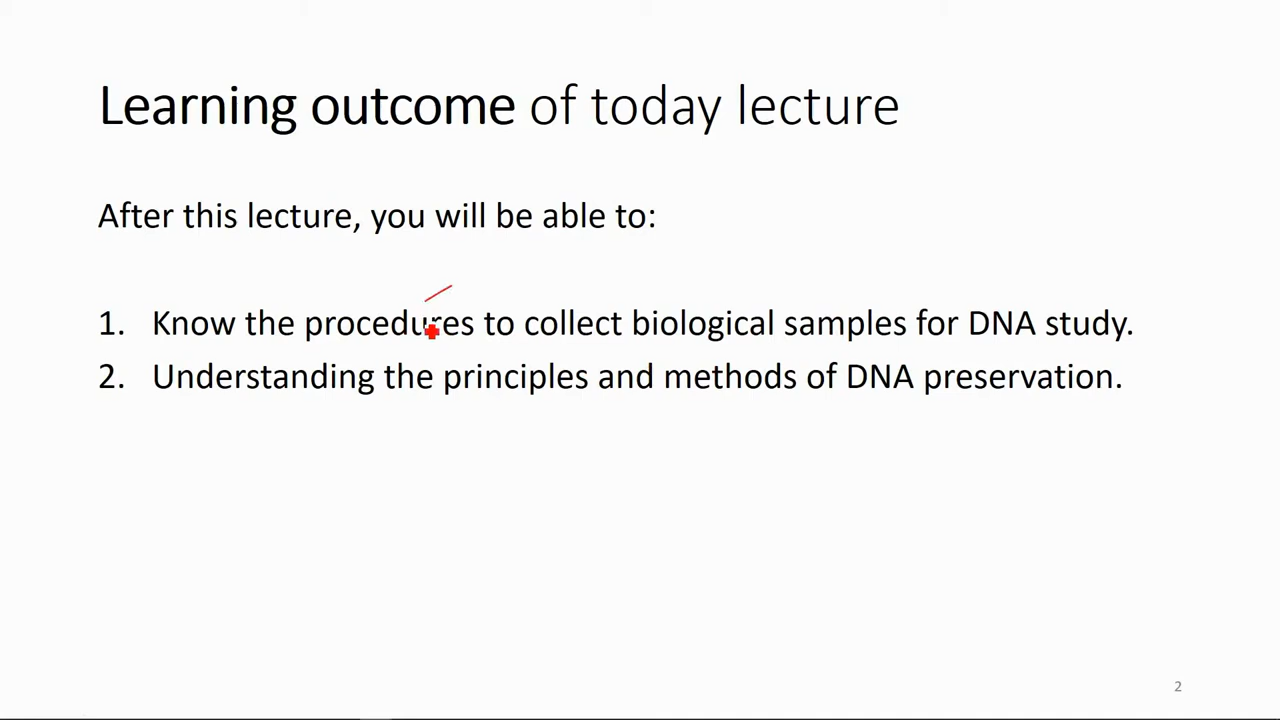 Learning outcome of today lecture
After this lecture, you will be able to:
1. Know the procedures to collect biological samples for DNA study.
2. Understanding the principles and methods of DNA preservation.
2